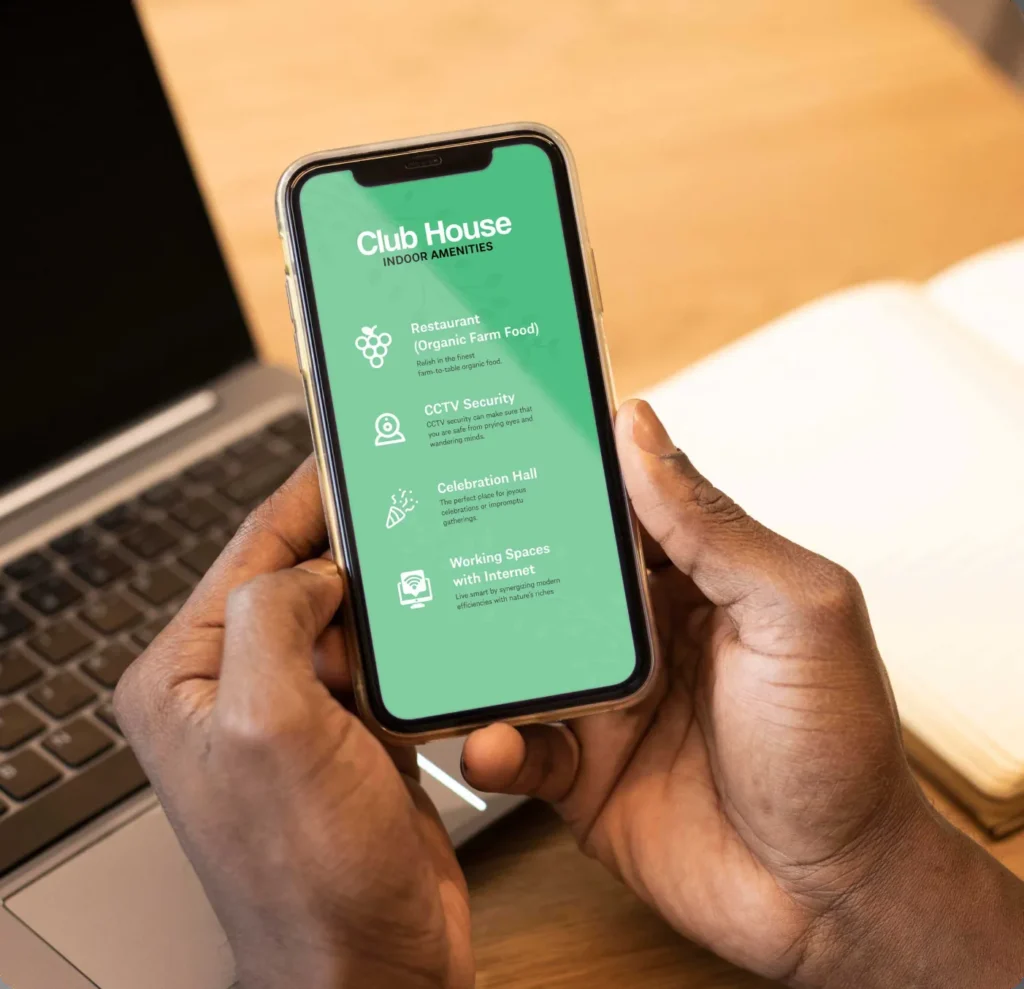 Club House
INDOOR AMENITIES
Restaurant
(Organic Farm Food)
Relish in the finest
farm-to-table organic food.
CCTV Security
CCTV security can make sure that
you are safe from prying eyes and
wandering minds.
Celebration Hall
The perfect place for joyous
celebrations or impromptu
gatherings.
Working Spaces
with Internet
Live smart by synergising modern
efficiencies with nature's riches